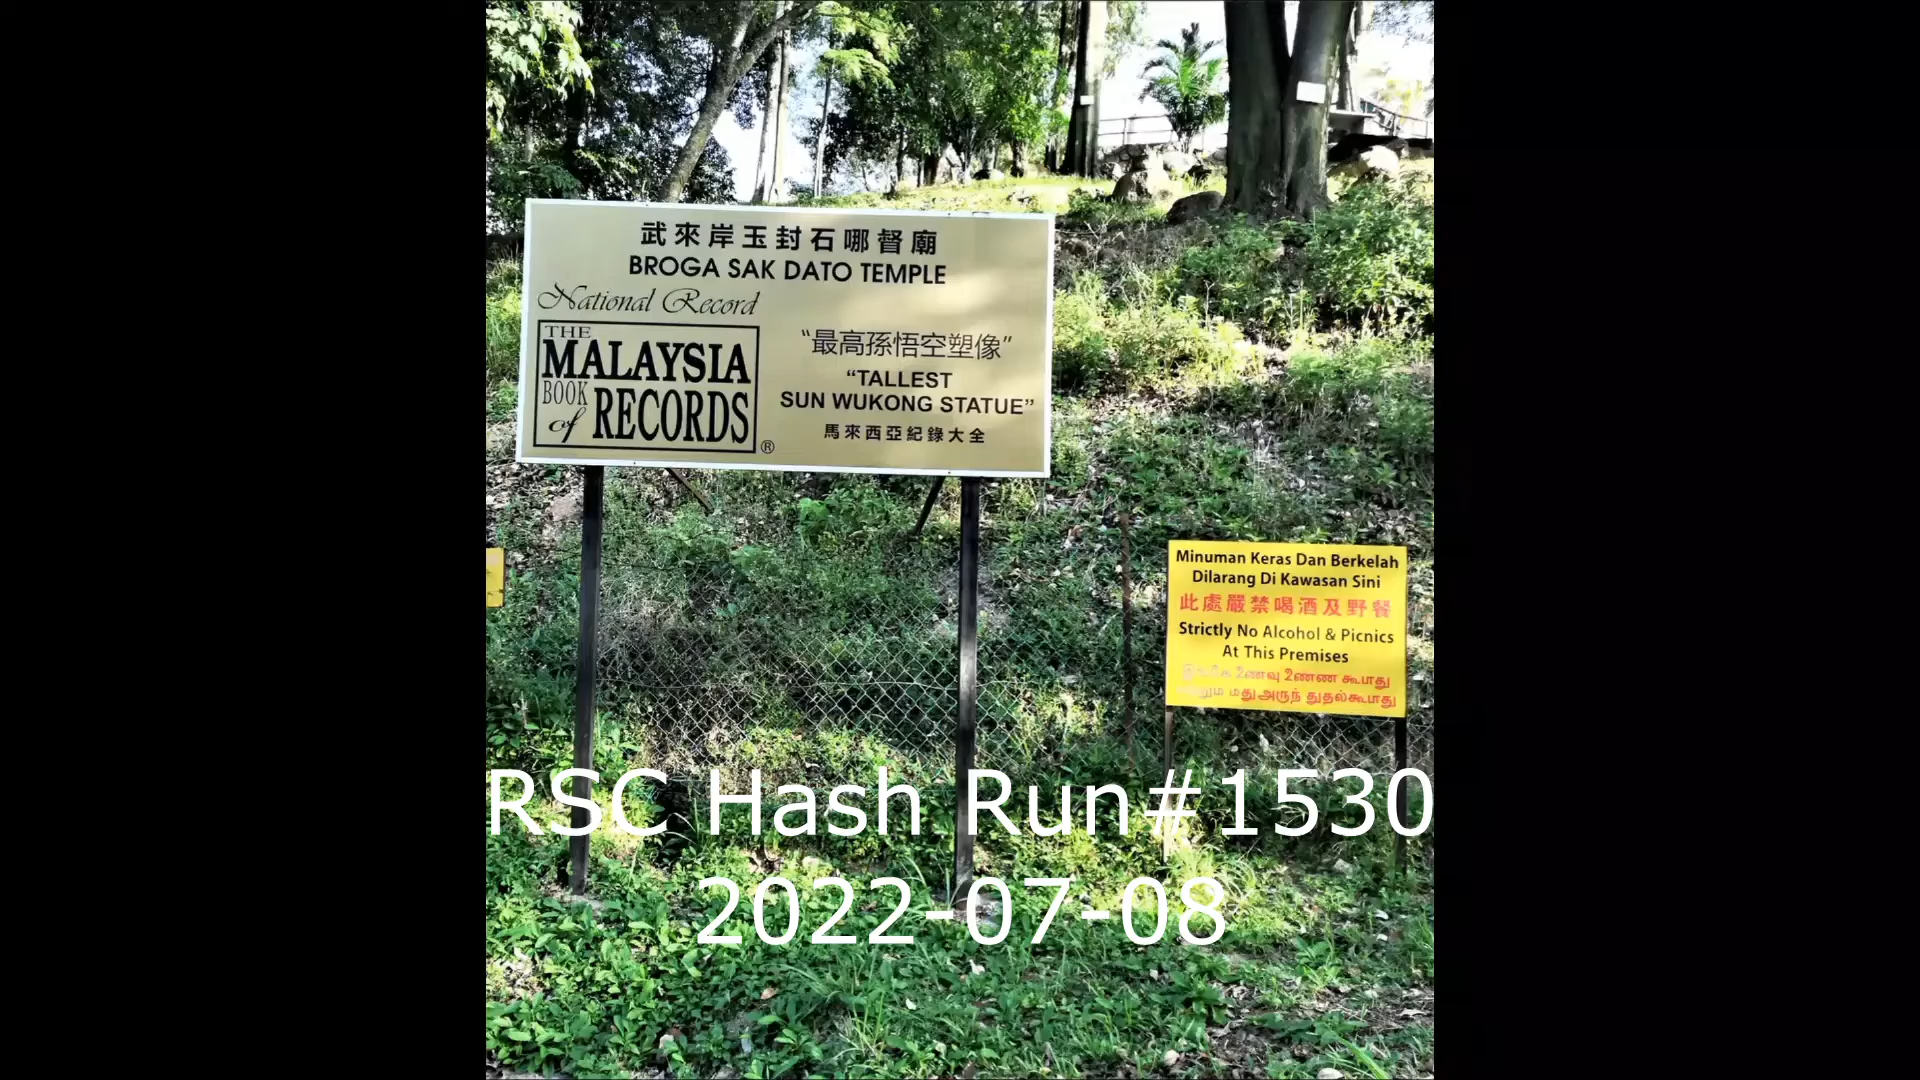 武來岸玉封石哪督廟
BROGA SAK DATO TEMPLE
National Record
THE
MALAYSIA
BOOK
of RECORDS
®
“最高孫悟空塑像”
“TALLEST
SUN WUKONG STATUE”
馬來西亞紀錄大全
Minuman Keras Dan Berkelah
Dilarang Di Kawasan Sini
此處嚴禁喝酒及野餐
Strictly No Alcohol & Picnics
At This Premises
கூடாது
மது அருந் துதல்கூடாது
RSC Hash Run#1530
2022-07-08